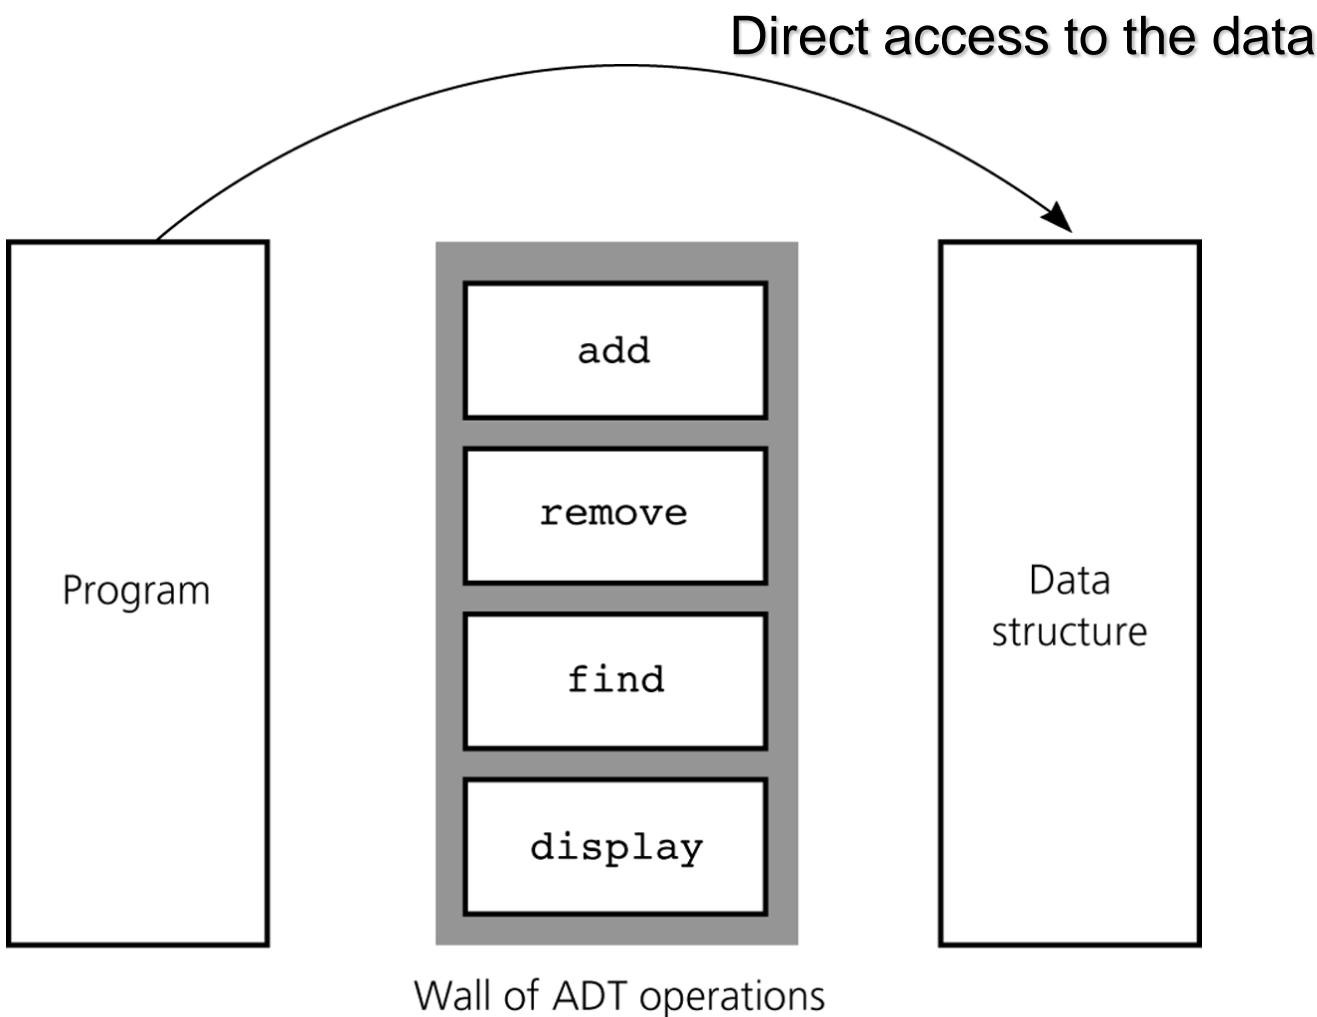 Direct access to the data
Program
add
remove
find
display
Data
structure
Wall of ADT operations